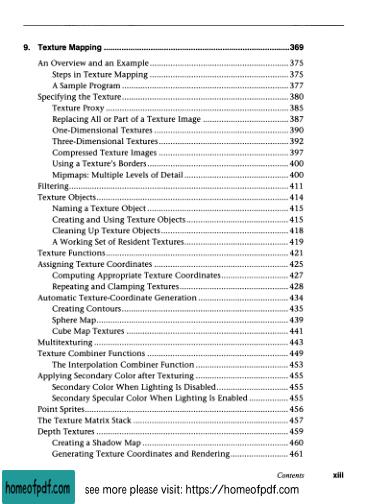 9. Texture Mapping ........ 369
An Overview and an Example ........ 375
Steps in Texture Mapping ........ 375
A Sample Program ........ 377
Specifying the Texture ........ 380
Texture Proxy ........ 385
Replacing All or Part of a Texture Image ........ 387
One-Dimensional Textures ........ 390
Three-Dimensional Textures ........ 392
Compressed Texture Images ........ 397
Using a Texture's Borders ........ 400
Mipmaps: Multiple Levels of Detail ........ 400
Filtering ........ 411
Texture Objects ........ 414
Naming a Texture Object ........ 415
Creating and Using Texture Objects ........ 415
Cleaning Up Texture Objects ........ 418
A Working Set of Resident Textures ........ 419
Texture Functions ........ 421
Assigning Texture Coordinates ........ 425
Computing Appropriate Texture Coordinates ........ 427
Repeating and Clamping Textures ........ 428
Automatic Texture-Coordinate Generation ........ 434
Creating Contours ........ 435
Sphere Map ........ 439
Cube Map Textures ........ 441
Multitexturing ........ 443
Texture Combiner Functions ........ 449
The Interpolation Combiner Function ........ 453
Applying Secondary Color after Texturing ........ 455
Secondary Color When Lighting Is Disabled ........ 455
Secondary Specular Color When Lighting Is Enabled ........ 455
Point Sprites ........ 456
The Texture Matrix Stack ........ 457
Depth Textures ........ 459
Creating a Shadow Map ........ 460
Generating Texture Coordinates and Rendering ........ 461
Contents xiii
homeofpdf.com see more please visit: https://homeofpdf.com